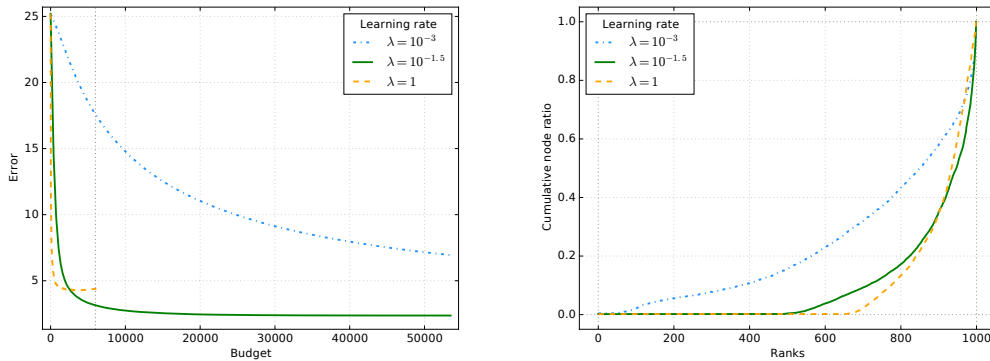 25
20
15
10
5
0
10000
20000
30000
40000
50000
Error
Budget
Learning rate
λ = 10^{-3}
λ = 10^{-1.5}
λ = 1
1.0
0.8
0.6
0.4
0.2
0.0
0
200
400
600
800
1000
Cumulative node ratio
Ranks
Learning rate
λ = 10^{-3}
λ = 10^{-1.5}
λ = 1